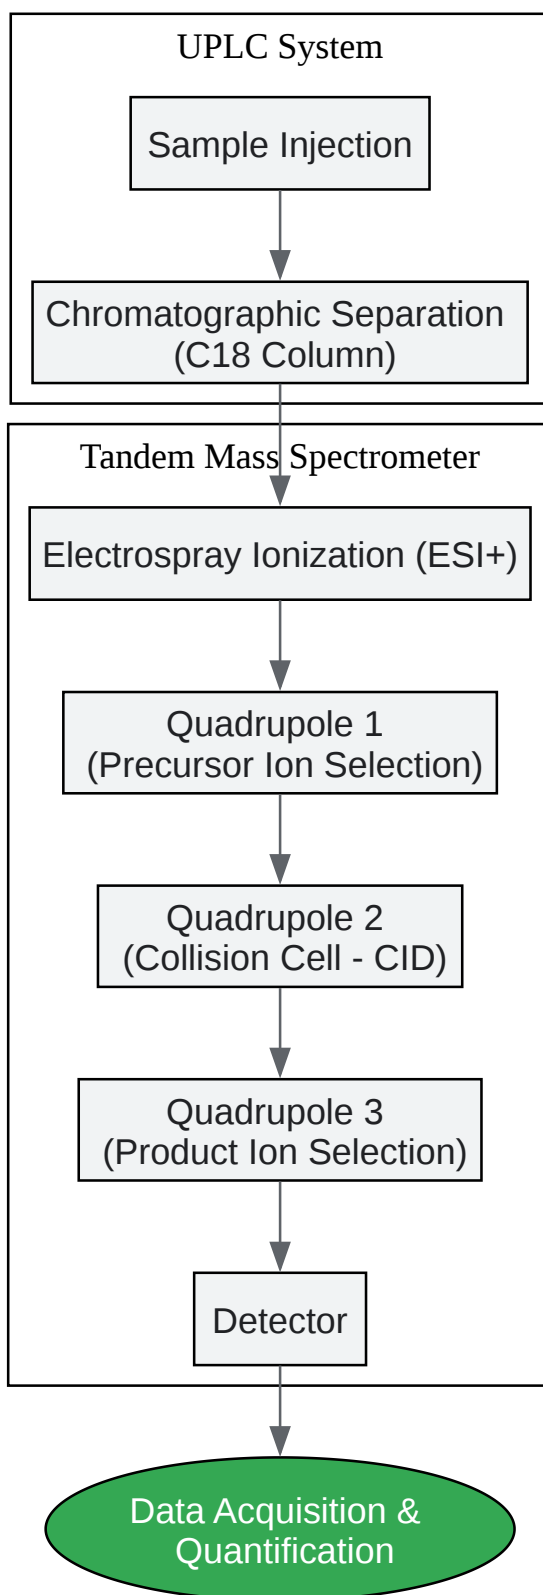 UPLC System
Sample Injection
Chromatographic Separation
(C18 Column)
Tandem Mass Spectrometer
Electrospray Ionization (ESI+)
Quadrupole 1
(Precursor Ion Selection)
Quadrupole 2
(Collision Cell - CID)
Quadrupole 3
(Product Ion Selection)
Detector
Data Acquisition &
Quantification